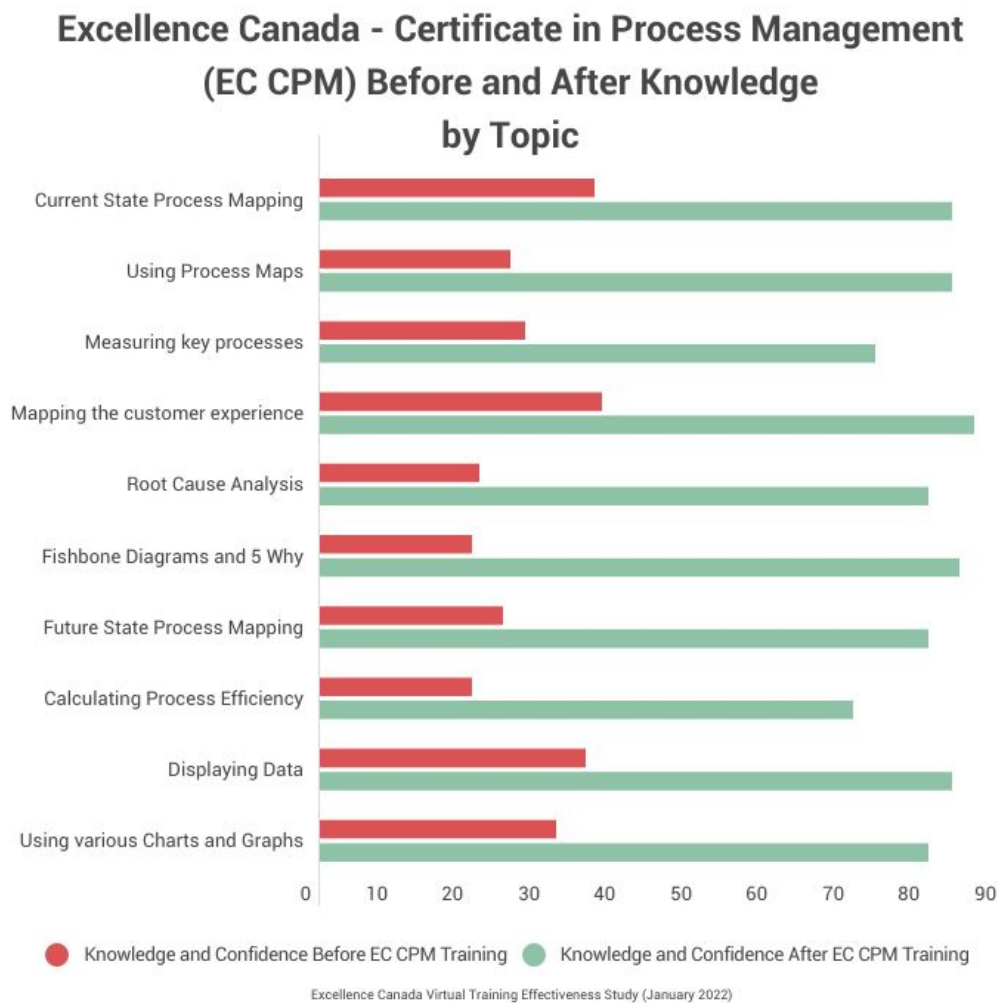 Excellence Canada - Certificate in Process Management
(EC CPM) Before and After Knowledge
by Topic
Current State Process Mapping
Using Process Maps
Measuring key processes
Mapping the customer experience
Root Cause Analysis
Fishbone Diagrams and 5 Why
Future State Process Mapping
Calculating Process Efficiency
Displaying Data
Using various Charts and Graphs
0 10 20 30 40 50 60 70 80 90
Knowledge and Confidence Before EC CPM Training Knowledge and Confidence After EC CPM Training
Excellence Canada Virtual Training Effectiveness Study (January 2022)